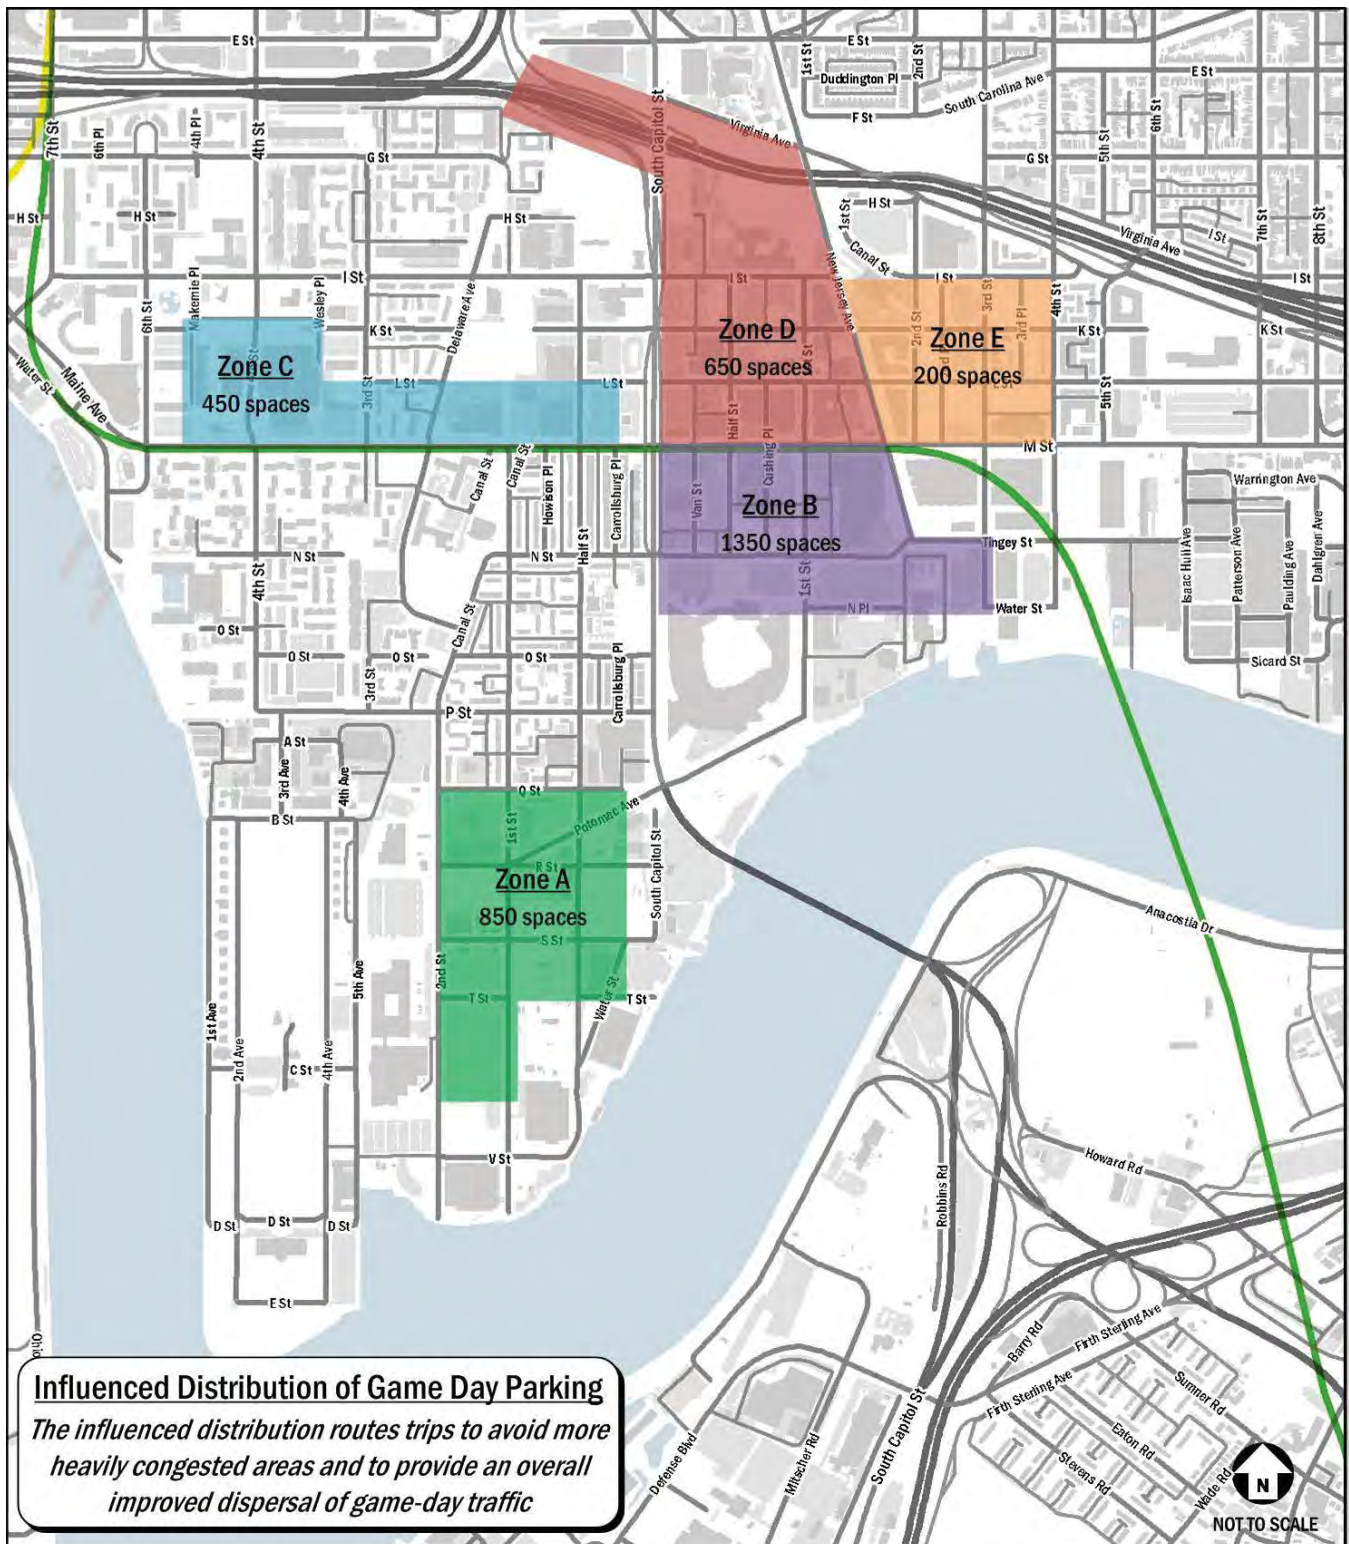 E St
E St
1st St
2nd St
Duddington Pl
South Carolina Ave
E St
F St
6th St
7th St
6th Pl
4th Pl
4th St
G St
South Capitol St
Virginia Ave
G St
5th St
H St
H St
H St
1st St
H St
Canal St
Virginia Ave
I St
7th St
8th St
I St
Makemie Pl
Wesley Pl
Delaware Ave
I St
New Jersey Ave
I St
3rd St
4th St
I St
6th St
K St
2nd St
3rd Pl
K St
K St
Zone C
450 spaces
Zone D
650 spaces
Zone E
200 spaces
Water St
Maine Ave
3rd St
L St
L St
5th St
Half St
Cushing Pl
M St
Canal St
Canal St
Howison Pl
Carrollsburg Pl
Van St
Zone B
1350 spaces
Warrington Ave
N St
N St
Half St
Tingey St
Isaac Hull Ave
Patterson Ave
Paulding Ave
Dahlgren Ave
4th St
Canal St
1st St
N Pl
Water St
O St
O St
O St
O St
3rd St
Carrollsburg Pl
Sicard St
P St
A St
3rd Ave
4th Ave
B St
Q St
1st St
Potomac Ave
R St
South Capitol St
Zone A
850 spaces
S St
Anacostia Dr
2nd St
5th Ave
T St
Water St
T St
1st Ave
2nd Ave
C St
4th Ave
V St
Howard Rd
Robbins Rd
D St
D St
D St
E St
Barry Rd
Firth Sterling Ave
Firth Sterling Ave
Sumner Rd
Eaton Rd
Stevens Rd
Wade Rd
South Capitol St
Mitscher Rd
Defense Blvd
Influenced Distribution of Game Day Parking
The influenced distribution routes trips to avoid more
heavily congested areas and to provide an overall
improved dispersal of game-day traffic
N
NOT TO SCALE